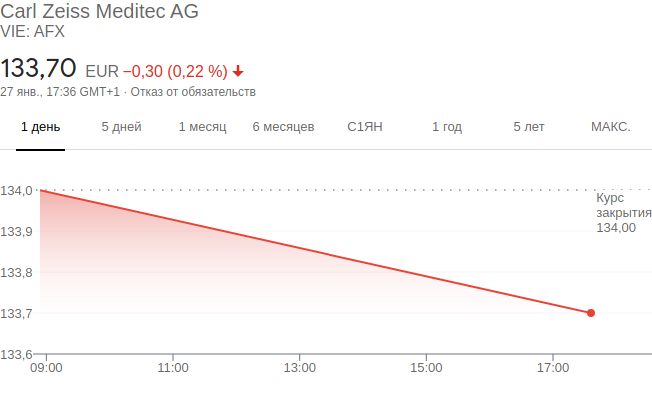 Carl Zeiss Meditec AG
VIE: AFX
133,70 EUR −0,30 (0,22 %)
27 янв., 17:36 GMT+1 · Отказ от обязательств
1 день 5 дней 1 месяц 6 месяцев С1ЯН 1 год 5 лет МАКС.
134,0
Курс
закрытия
134,00
133,9
133,8
133,7
133,6
09:00 11:00 13:00 15:00 17:00